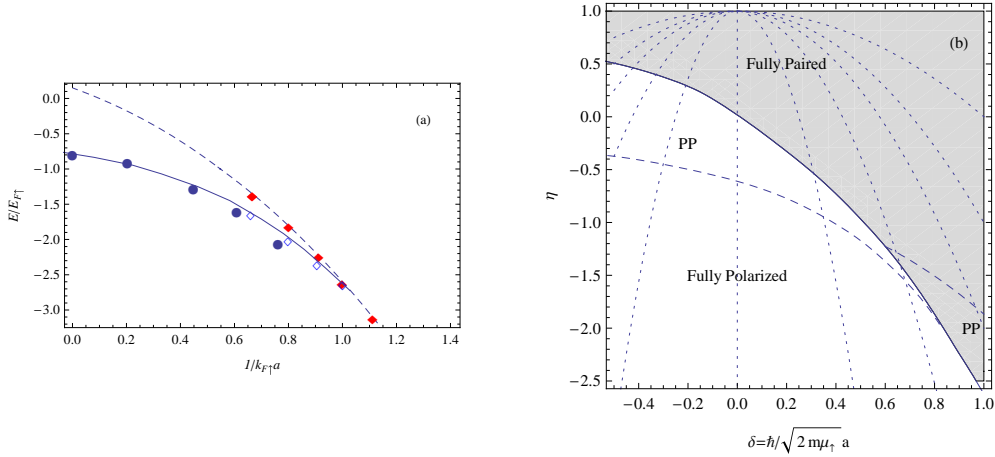 (a)
0.0
−0.5
−1.0
−1.5
−2.0
−2.5
−3.0
E/E_{F↑}
0.0 0.2 0.4 0.6 0.8 1.0 1.2 1.4
1/k_{F↑}a
(b)
Fully Paired
PP
Fully Polarized
PP
1.0
0.5
0.0
−0.5
−1.0
−1.5
−2.0
−2.5
η
−0.4 −0.2 0.0 0.2 0.4 0.6 0.8 1.0
δ=ħ/√2 mμ↑ a